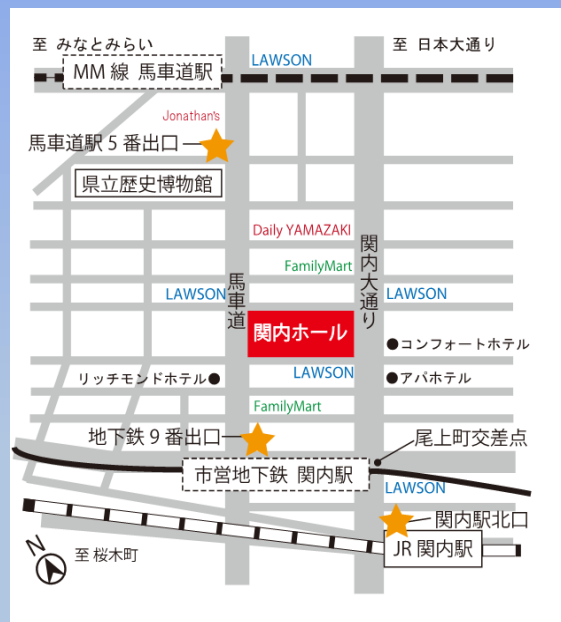 至 みなとみらい
至 日本大通り
LAWSON
MM線 馬車道駅
Jonathan's
馬車道駅5番出口
県立歴史博物館
Daily YAMAZAKI
関内大通り
FamilyMart
馬車道
LAWSON
LAWSON
関内ホール
コンフォートホテル
LAWSON
リッチモンドホテル
アパホテル
FamilyMart
地下鉄9番出口
尾上町交差点
市営地下鉄 関内駅
LAWSON
関内駅北口
N
至 桜木町
JR関内駅